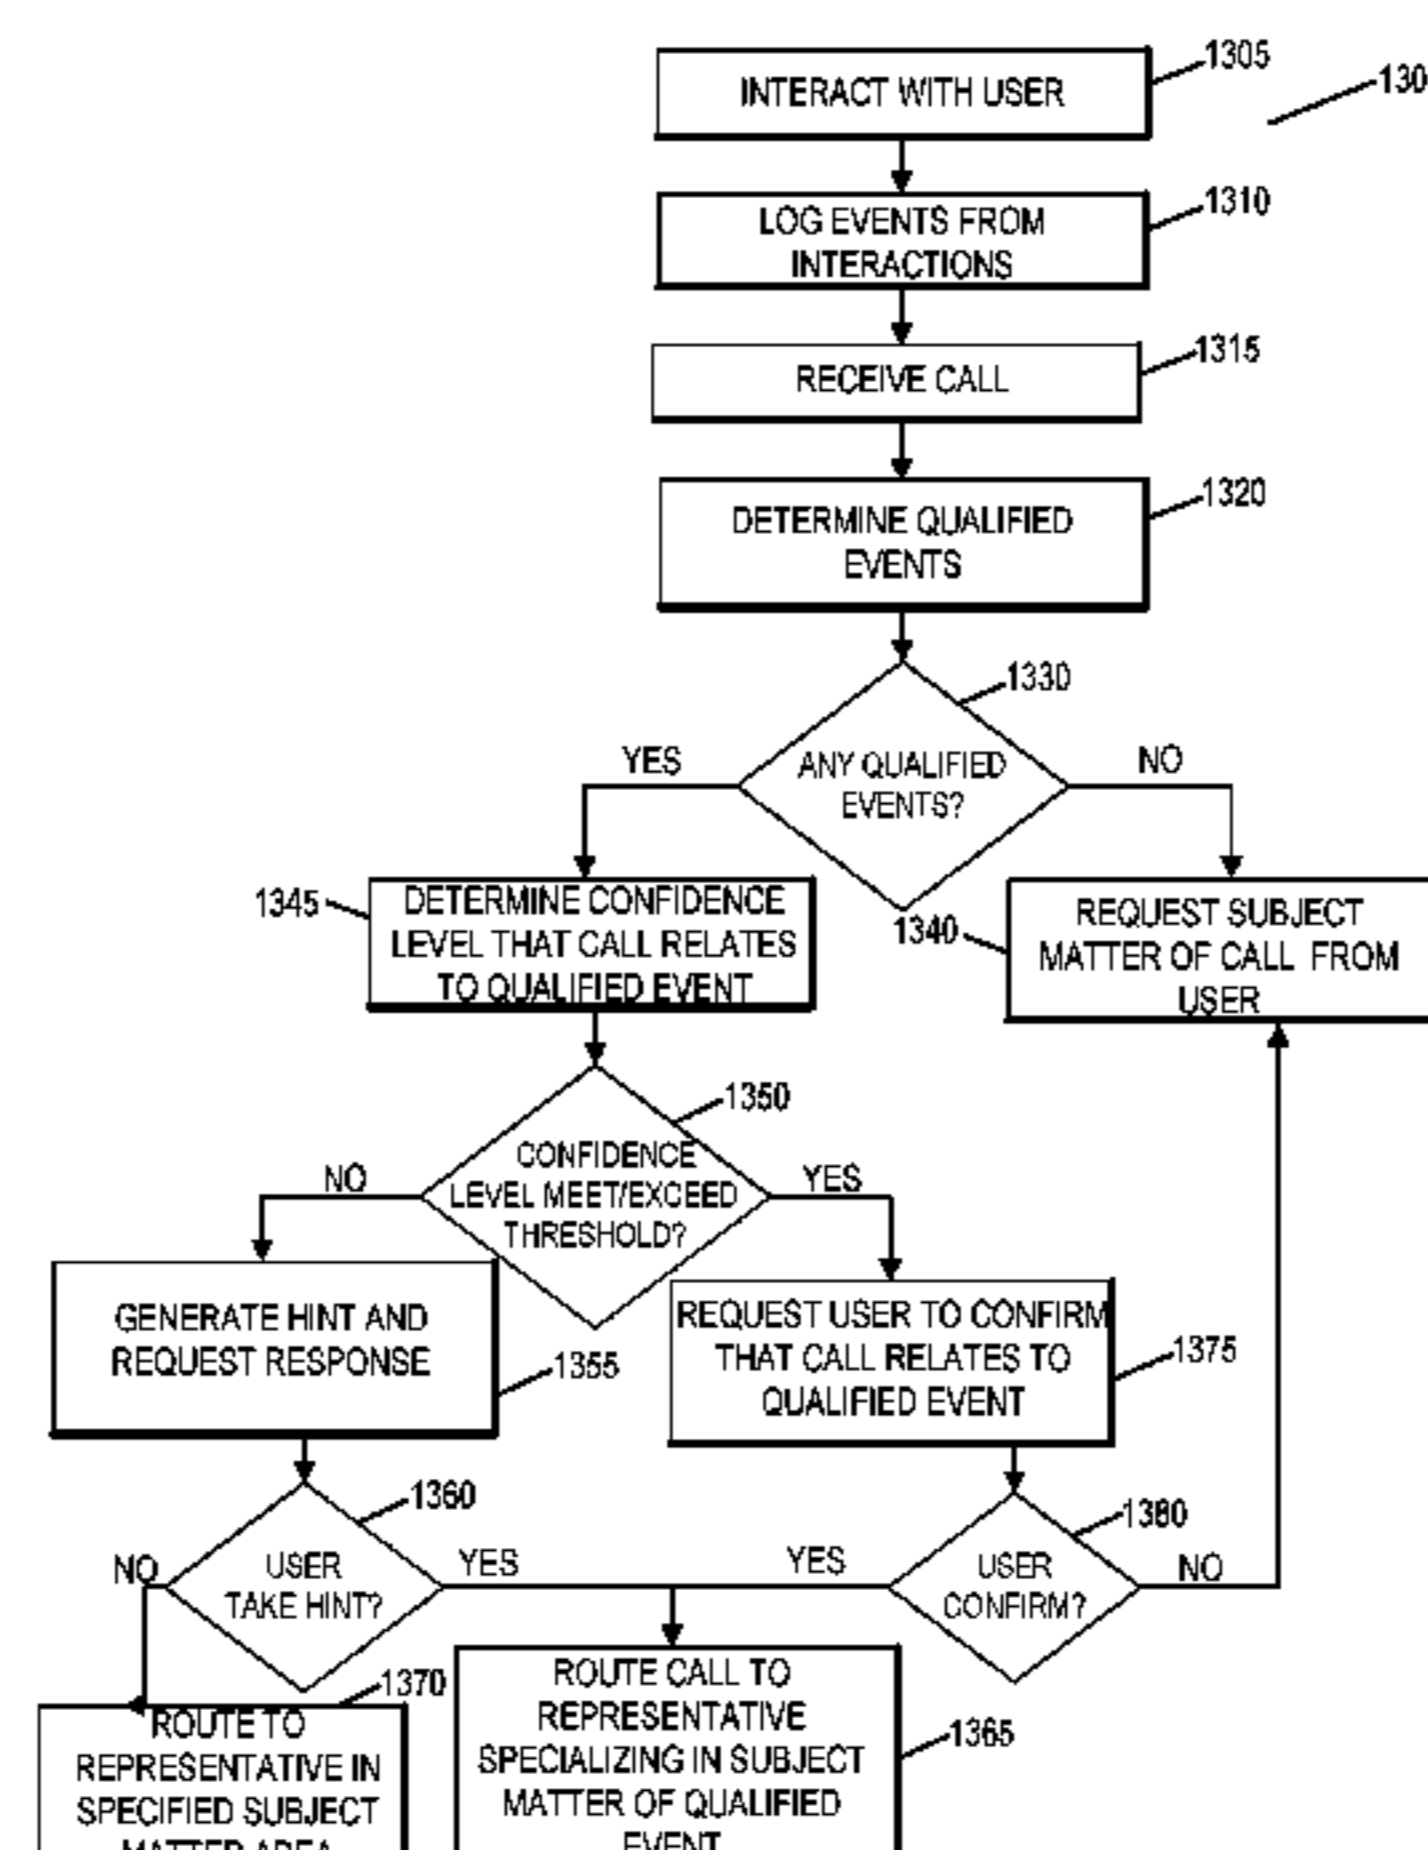 1305
130
INTERACT WITH USER
1310
LOG EVENTS FROM
INTERACTIONS
1315
RECEIVE CALL
1320
DETERMINE QUALIFIED
EVENTS
1330
YES
ANY QUALIFIED
EVENTS?
NO
1345
DETERMINE CONFIDENCE
LEVEL THAT CALL RELATES
TO QUALIFIED EVENT
1340
REQUEST SUBJECT
MATTER OF CALL FROM
USER
1350
NO
CONFIDENCE
LEVEL MEET/EXCEED
THRESHOLD?
YES
GENERATE HINT AND
REQUEST RESPONSE
1355
REQUEST USER TO CONFIRM
THAT CALL RELATES TO
QUALIFIED EVENT
1375
1360
NO
USER
TAKE HINT?
YES
1380
YES
USER
CONFIRM?
NO
1370
ROUTE TO
REPRESENTATIVE IN
SPECIFIED SUBJECT
MATTER AREA
ROUTE CALL TO
REPRESENTATIVE
SPECIALIZING IN SUBJECT
MATTER OF QUALIFIED
EVENT
1365